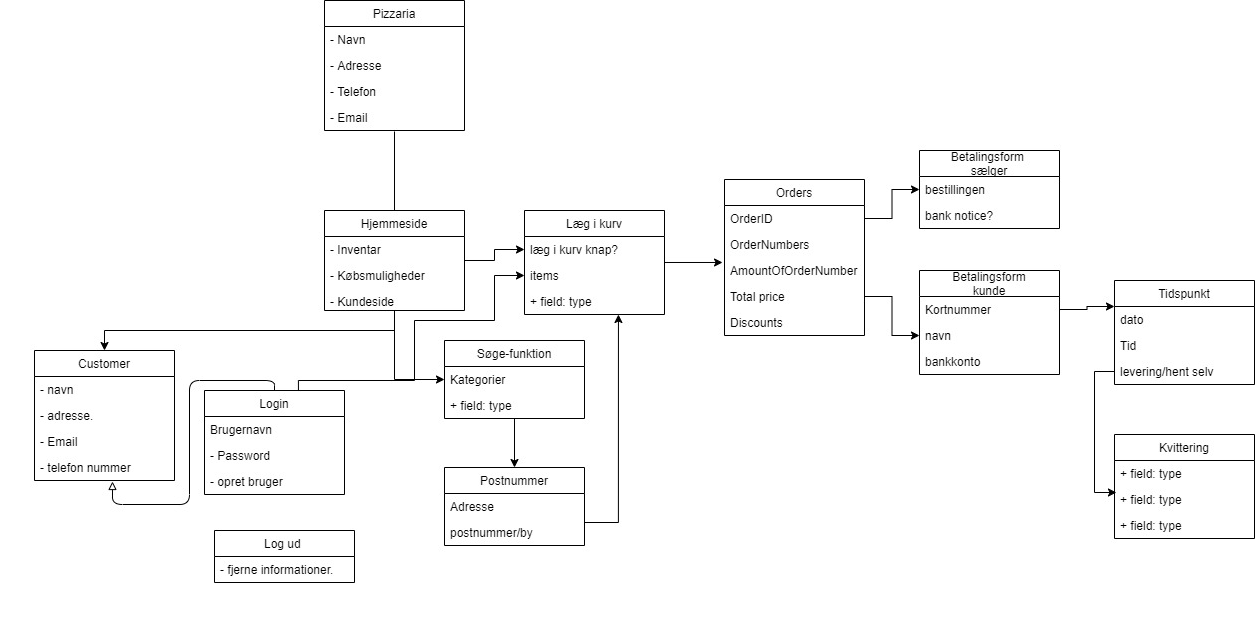 Pizzaria
- Navn
- Adresse
- Telefon
- Email
Hjemmeside
- Inventar
- Købsmuligheder
- Kundeside
Læg i kurv
læg i kurv knap?
items
+ field: type
Orders
OrderID
OrderNumbers
AmountOfOrderNumber
Total price
Discounts
Betalingsform
sælger
bestillingen
bank notice?
Betalingsform
kunde
Kortnummer
navn
bankkonto
Tidspunkt
dato
Tid
levering/hent selv
Kvittering
+ field: type
+ field: type
+ field: type
Customer
- navn
- adresse.
- Email
- telefon nummer
Login
Brugernavn
- Password
- opret bruger
Søge-funktion
Kategorier
+ field: type
Postnummer
Adresse
postnummer/by
Log ud
- fjerne informationer.